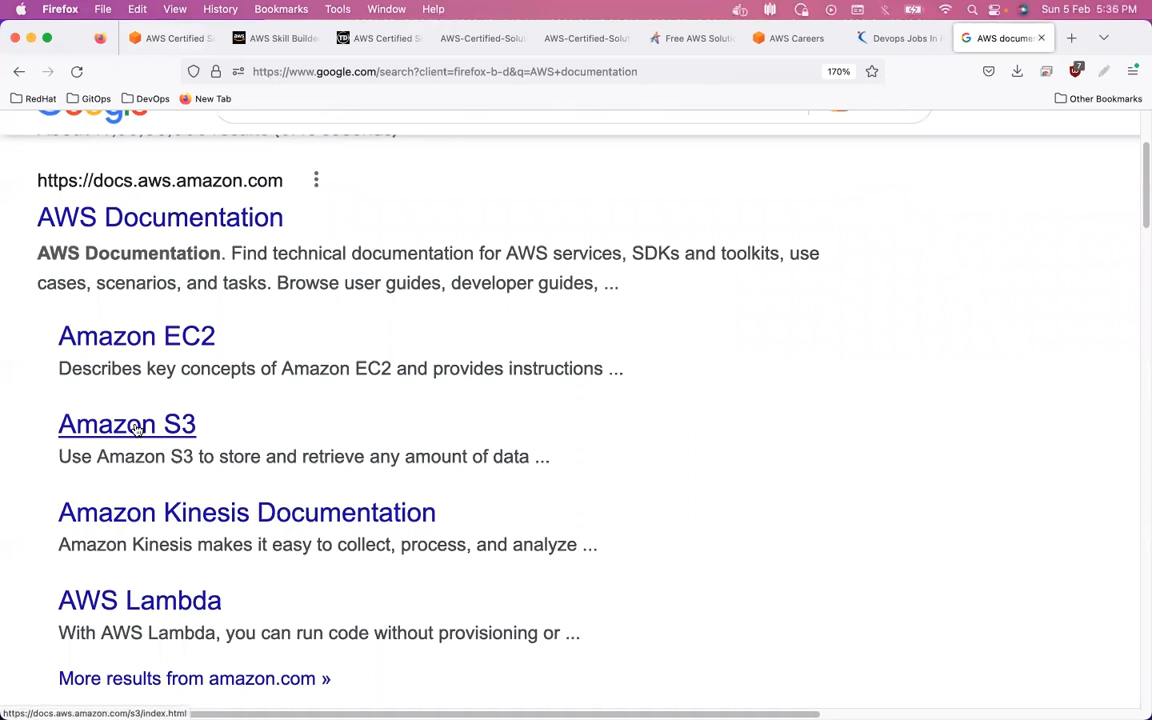 Firefox File Edit View History Bookmarks Tools Window Help Sun 5 Feb 5:36 PM
AWS Certified S AWS Skill Builde TD AWS Certified S AWS-Certified-Solu AWS-Certified-Solut Free AWS Soluti AWS Careers Devops Jobs In AWS docume
https://www.google.com/search?client=firefox-b-d&q=AWS+documentation 170% 7
RedHat GitOps DevOps New Tab Other Bookmarks
https://docs.aws.amazon.com
AWS Documentation
AWS Documentation. Find technical documentation for AWS services, SDKs and toolkits, use
cases, scenarios, and tasks. Browse user guides, developer guides, ...
Amazon EC2
Describes key concepts of Amazon EC2 and provides instructions ...
Amazon S3
Use Amazon S3 to store and retrieve any amount of data ...
Amazon Kinesis Documentation
Amazon Kinesis makes it easy to collect, process, and analyze ...
AWS Lambda
With AWS Lambda, you can run code without provisioning or ...
More results from amazon.com »
https://docs.aws.amazon.com/s3/index.html